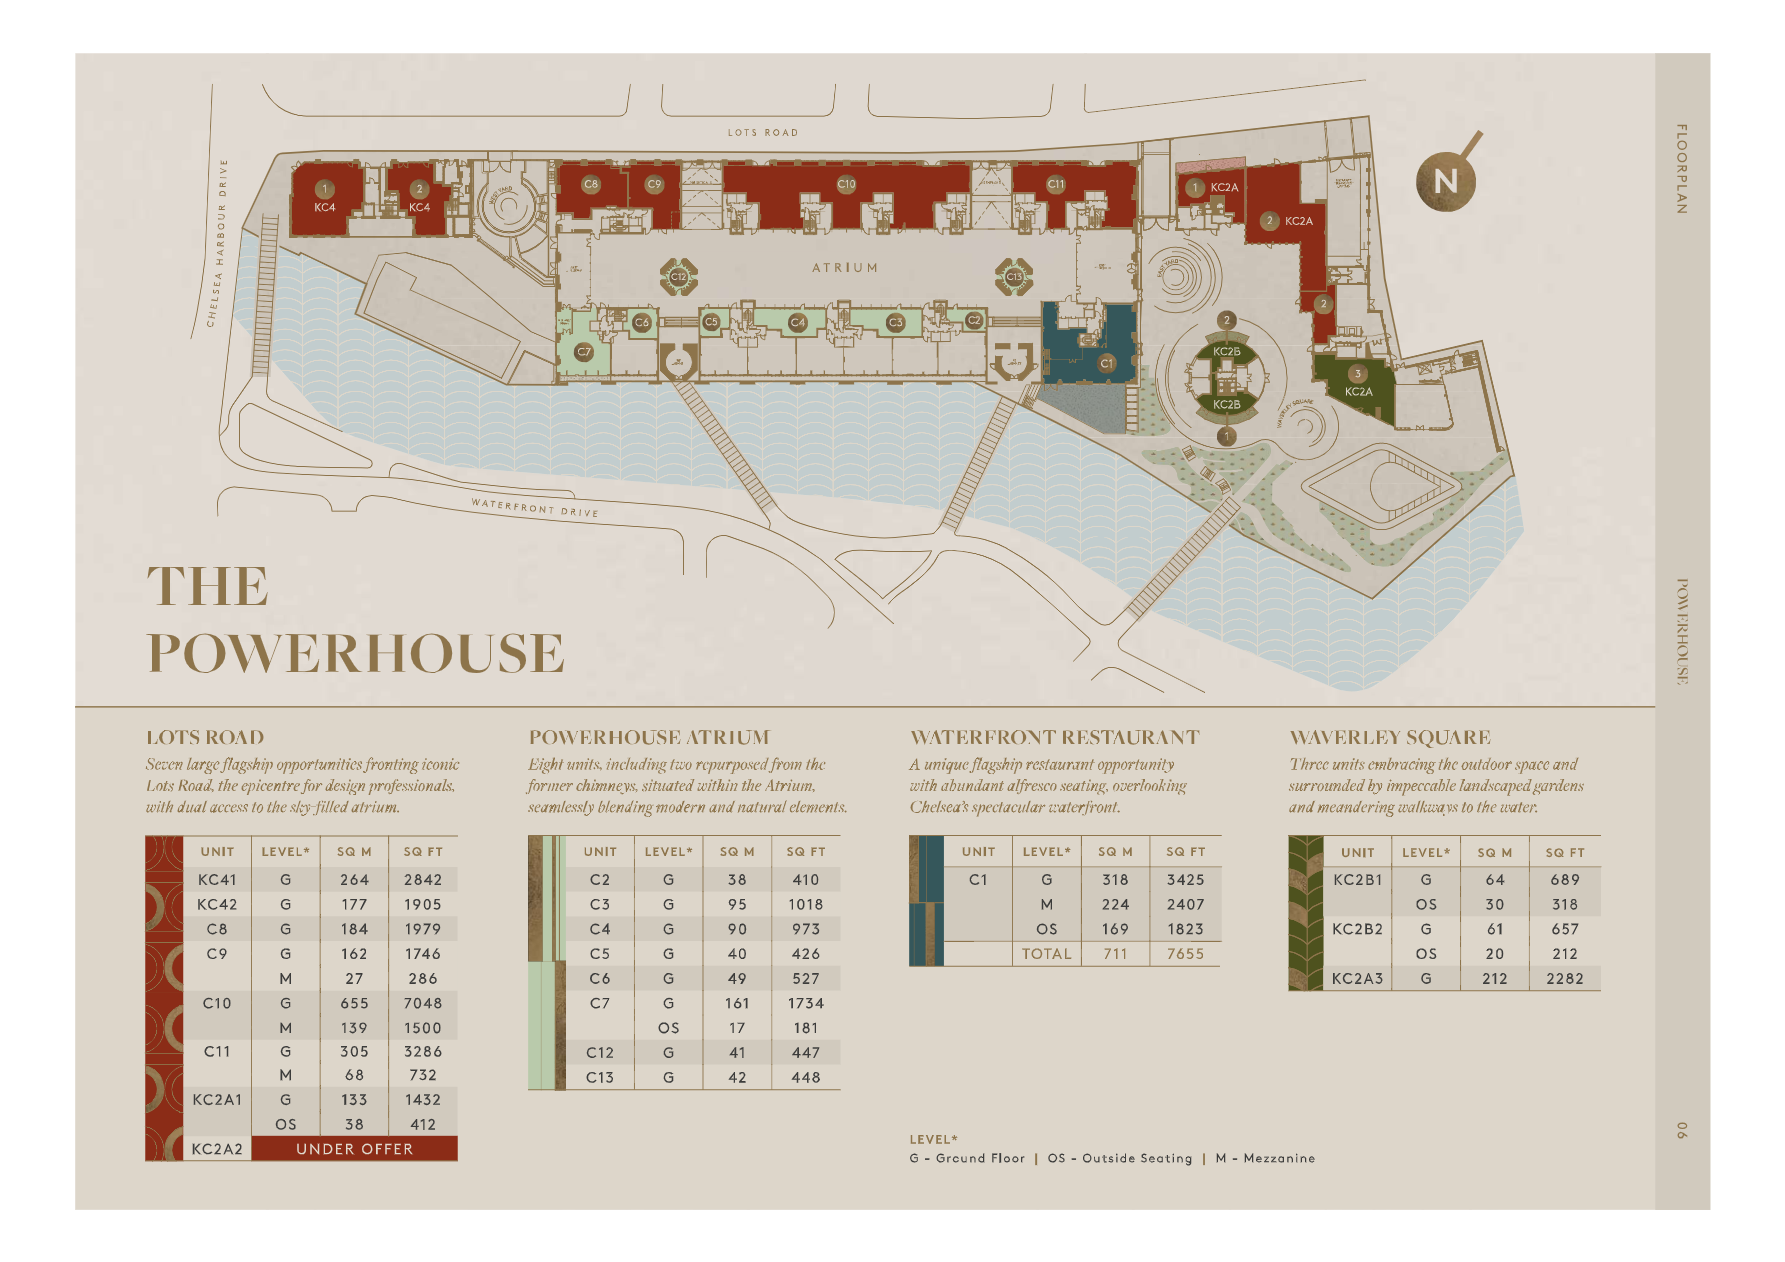 LOTS ROAD
CHELSEA HARBOUR DRIVE
1
KC4
2
KC4
WEST YARD
C8
C9
C10
C11
1 KC2A
2 KC2A
N
C12
ATRIUM
C13
EAST YARD
2
C7
C6
C5
C4
C3
C2
C1
2
KC2B
KC2B
1
WAVERLEY SQUARE
3
KC2A
WATERFRONT DRIVE
THE
POWERHOUSE
FLOORPLAN
POWERHOUSE
06
LOTS ROAD
Seven large flagship opportunities fronting iconic
Lots Road, the epicentre for design professionals,
with dual access to the sky-filled atrium.
UNIT LEVEL* SQ M SQ FT
KC41 G 264 2842
KC42 G 177 1905
C8 G 184 1979
C9 G 162 1746
M 27 286
C10 G 655 7048
M 139 1500
C11 G 305 3286
M 68 732
KC2A1 G 133 1432
OS 38 412
KC2A2 UNDER OFFER
POWERHOUSE ATRIUM
Eight units, including two repurposed from the
former chimneys, situated within the Atrium,
seamlessly blending modern and natural elements.
UNIT LEVEL* SQ M SQ FT
C2 G 38 410
C3 G 95 1018
C4 G 90 973
C5 G 40 426
C6 G 49 527
C7 G 161 1734
OS 17 181
C12 G 41 447
C13 G 42 448
WATERFRONT RESTAURANT
A unique flagship restaurant opportunity
with abundant alfresco seating, overlooking
Chelsea's spectacular waterfront.
UNIT LEVEL* SQ M SQ FT
C1 G 318 3425
M 224 2407
OS 169 1823
TOTAL 711 7655
WAVERLEY SQUARE
Three units embracing the outdoor space and
surrounded by impeccable landscaped gardens
and meandering walkways to the water.
UNIT LEVEL* SQ M SQ FT
KC2B1 G 64 689
OS 30 318
KC2B2 G 61 657
OS 20 212
KC2A3 G 212 2282
LEVEL*
G - Ground Floor | OS - Outside Seating | M - Mezzanine